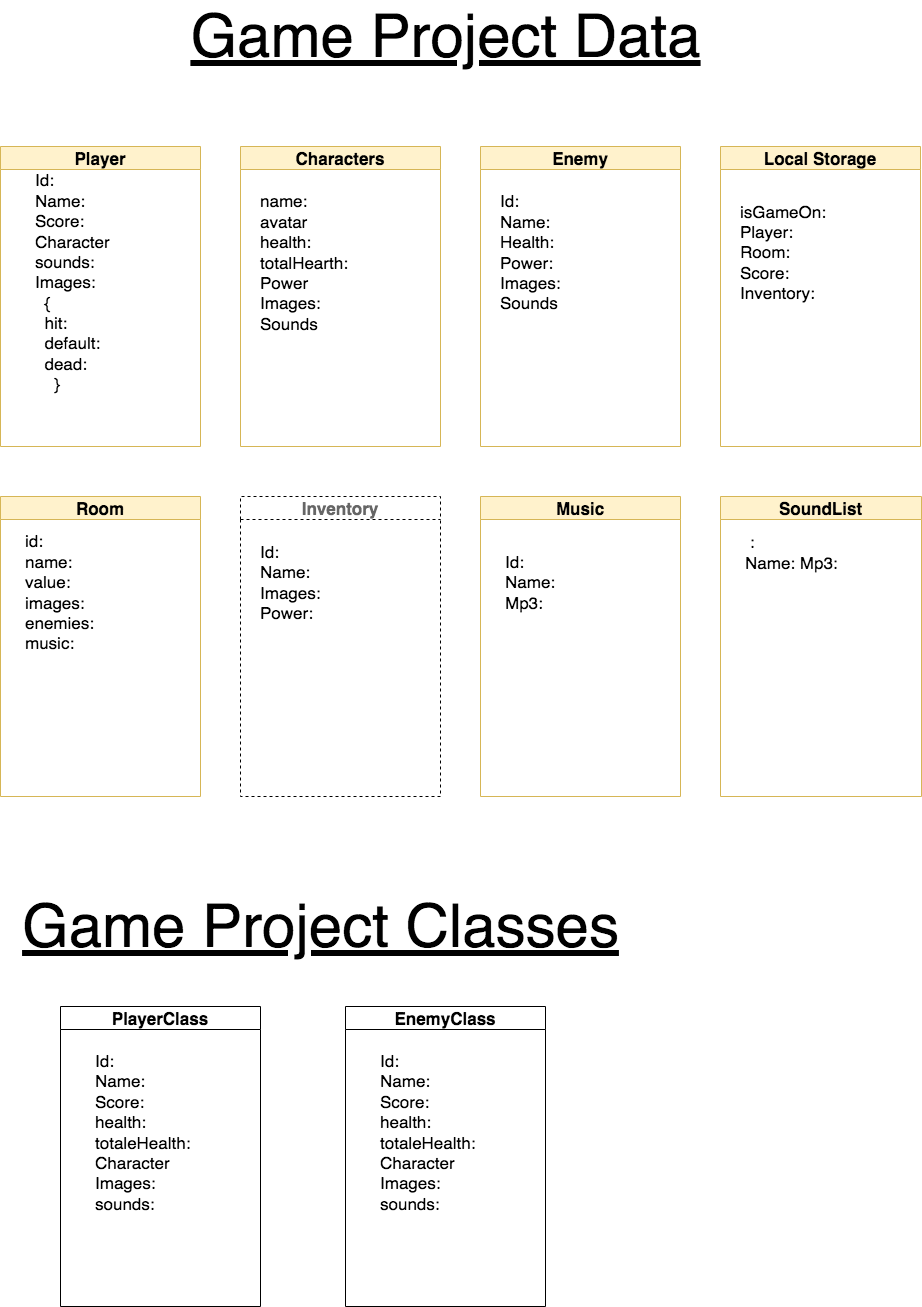 Game Project Data
Player
Id:
Name:
Score:
Character
sounds:
Images:
{
hit:
default:
dead:
}
Characters
name:
avatar
health:
totalHearth:
Power
Images:
Sounds
Enemy
Id:
Name:
Health:
Power:
Images:
Sounds
Local Storage
isGameOn:
Player:
Room:
Score:
Inventory:
Room
id:
name:
value:
images:
enemies:
music:
Inventory
Id:
Name:
Images:
Power:
Music
Id:
Name:
Mp3:
SoundList
:
Name: Mp3:
Game Project Classes
PlayerClass
Id:
Name:
Score:
health:
totaleHealth:
Character
Images:
sounds:
EnemyClass
Id:
Name:
Score:
health:
totaleHealth:
Character
Images:
sounds: